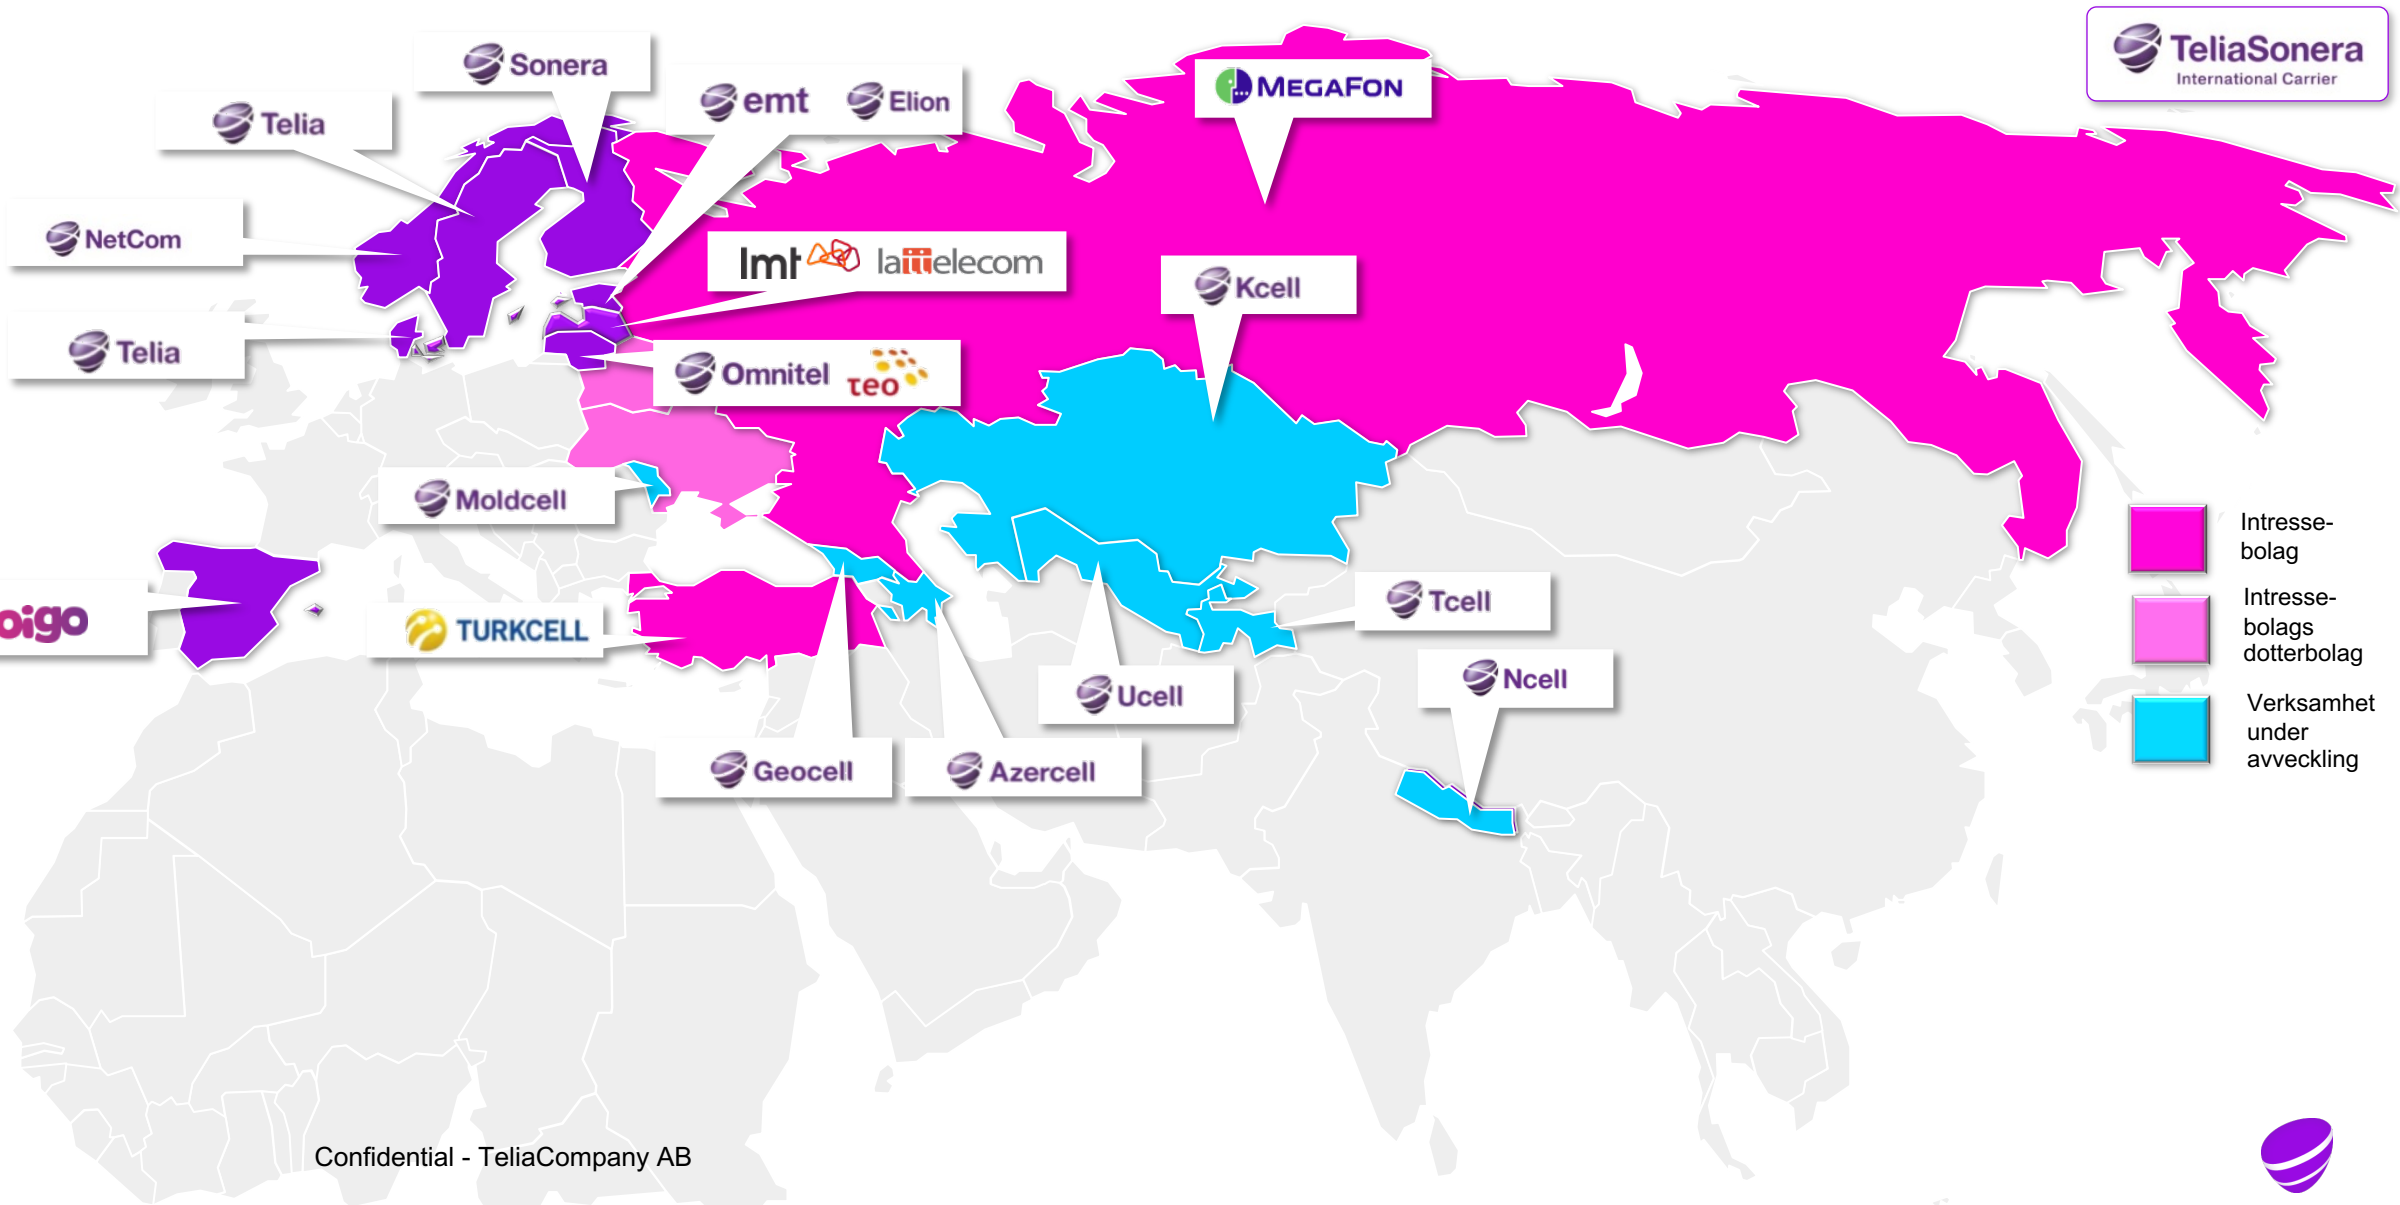 TeliaSonera
International Carrier
Sonera
emt
Elion
MEGAFON
Telia
NetCom
lmt
lattelecom
Kcell
Telia
Omnitel
teo
Moldcell
Intresse-
bolag
Intresse-
bolags
dotterbolag
oigo
TURKCELL
Tcell
Ucell
Ncell
Verksamhet
under
avveckling
Geocell
Azercell
Confidential - TeliaCompany AB